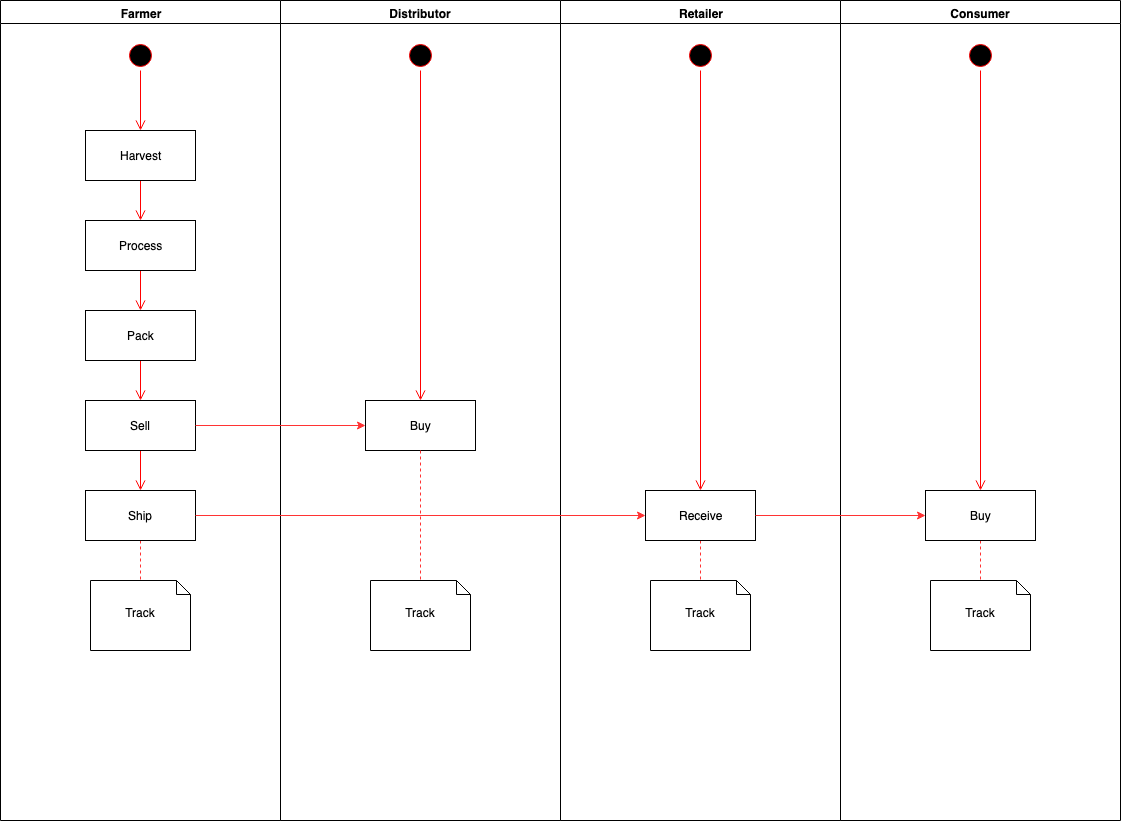 Farmer
Distributor
Retailer
Consumer
Harvest
Process
Pack
Sell
Buy
Ship
Receive
Buy
Track
Track
Track
Track